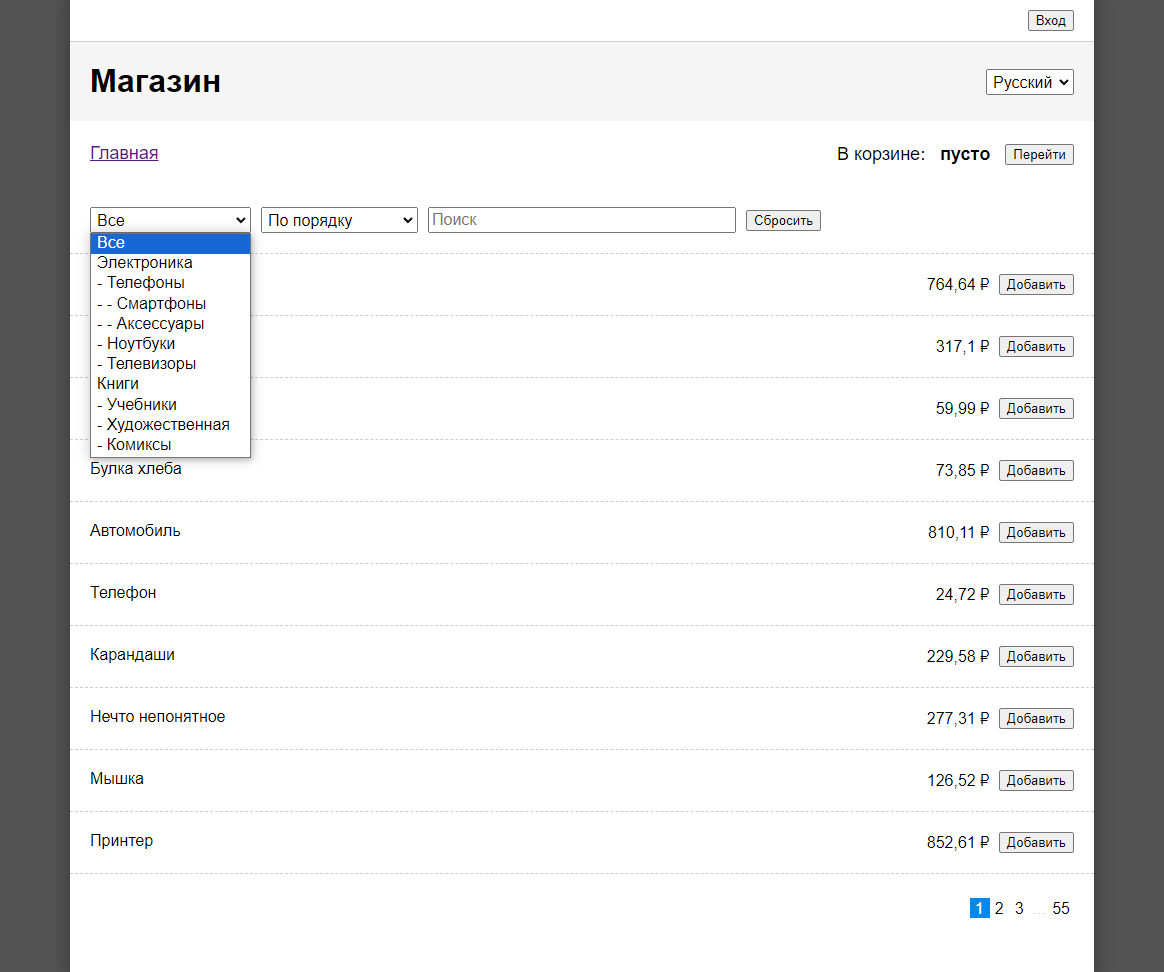 Вход
Магазин
Русский
Главная
В корзине: пусто Перейти
Все По порядку Поиск Сбросить
Все
Электроника
- Телефоны
- - Смартфоны
- - Аксессуары
- Ноутбуки
- Телевизоры
Книги
- Учебники
- Художественная
- Комиксы
764,64 ₽ Добавить
317,1 ₽ Добавить
59,99 ₽ Добавить
Булка хлеба 73,85 ₽ Добавить
Автомобиль 810,11 ₽ Добавить
Телефон 24,72 ₽ Добавить
Карандаши 229,58 ₽ Добавить
Нечто непонятное 277,31 ₽ Добавить
Мышка 126,52 ₽ Добавить
Принтер 852,61 ₽ Добавить
1 2 3 ... 55